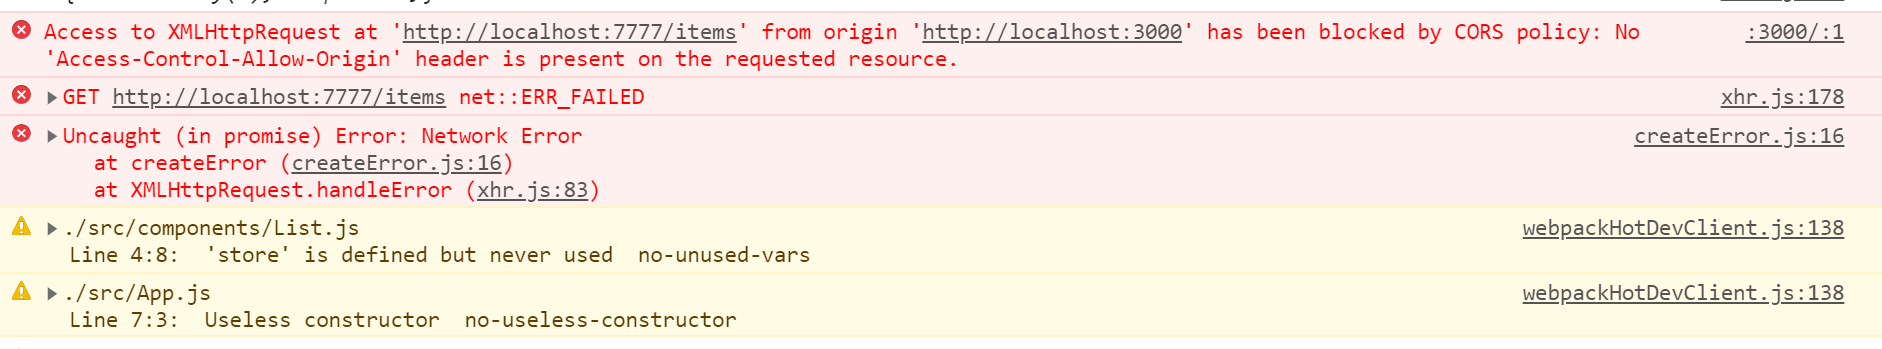 Access to XMLHttpRequest at 'http://localhost:7777/items' from origin 'http://localhost:3000' has been blocked by CORS policy: No :3000/:1
'Access-Control-Allow-Origin' header is present on the requested resource.
GET http://localhost:7777/items net::ERR_FAILED xhr.js:178
Uncaught (in promise) Error: Network Error createError.js:16
at createError (createError.js:16)
at XMLHttpRequest.handleError (xhr.js:83)
./src/components/List.js webpackHotDevClient.js:138
Line 4:8: 'store' is defined but never used no-unused-vars
./src/App.js webpackHotDevClient.js:138
Line 7:3: Useless constructor no-useless-constructor